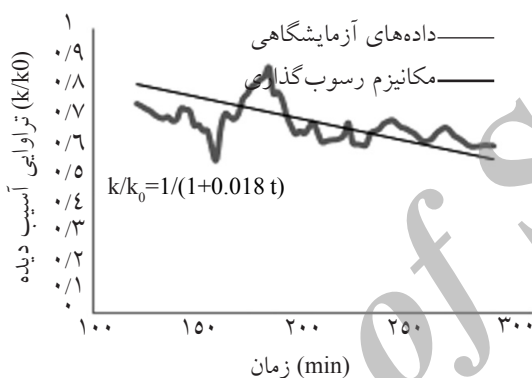 داده‌های آزمایشگاهی
مکانیزم رسوب‌گذاری
تراوایی آسیب دیده (k/k0)
۱
۰/۹
۰/۸
۰/۷
۰/۶
۰/۵
۰/٤
۰/۳
۰/۲
۰/۱
۰
k/k0=1/(1+0.018 t)
۱۰۰ ۱۵۰ ۲۰۰ ۲۵۰ ۳۰۰
زمان (min)
of S